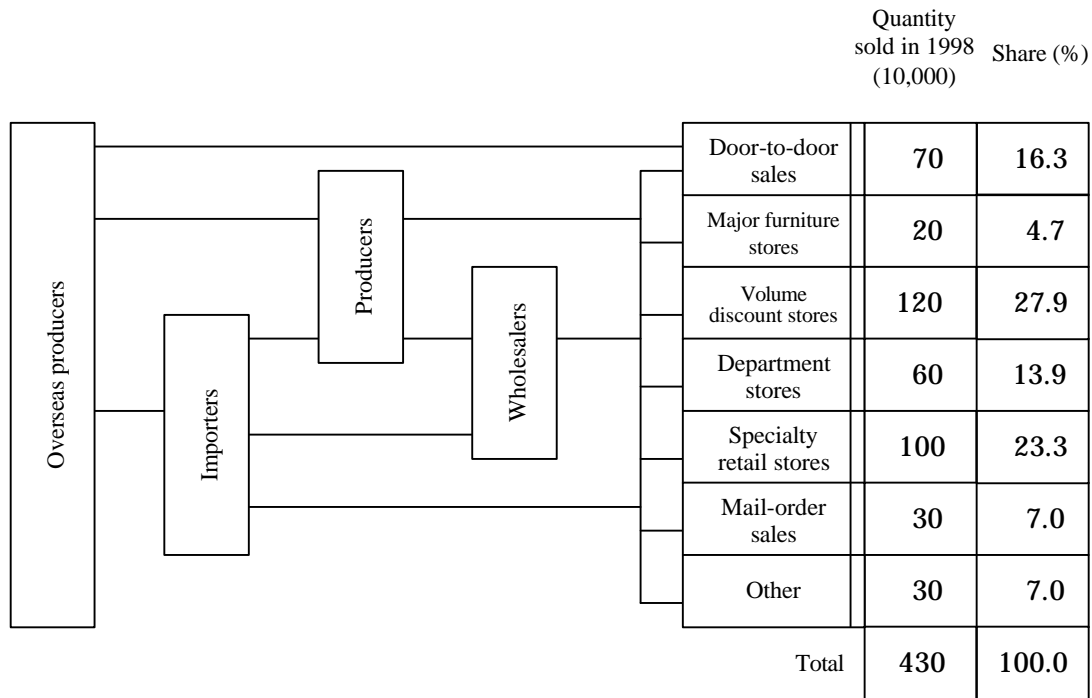 Quantity
sold in 1998
(10,000)
Share (%)
Overseas producers
Importers
Producers
Wholesalers
Door-to-door
sales
70
16.3
Major furniture
stores
20
4.7
Volume
discount stores
120
27.9
Department
stores
60
13.9
Specialty
retail stores
100
23.3
Mail-order
sales
30
7.0
Other
30
7.0
Total
430
100.0